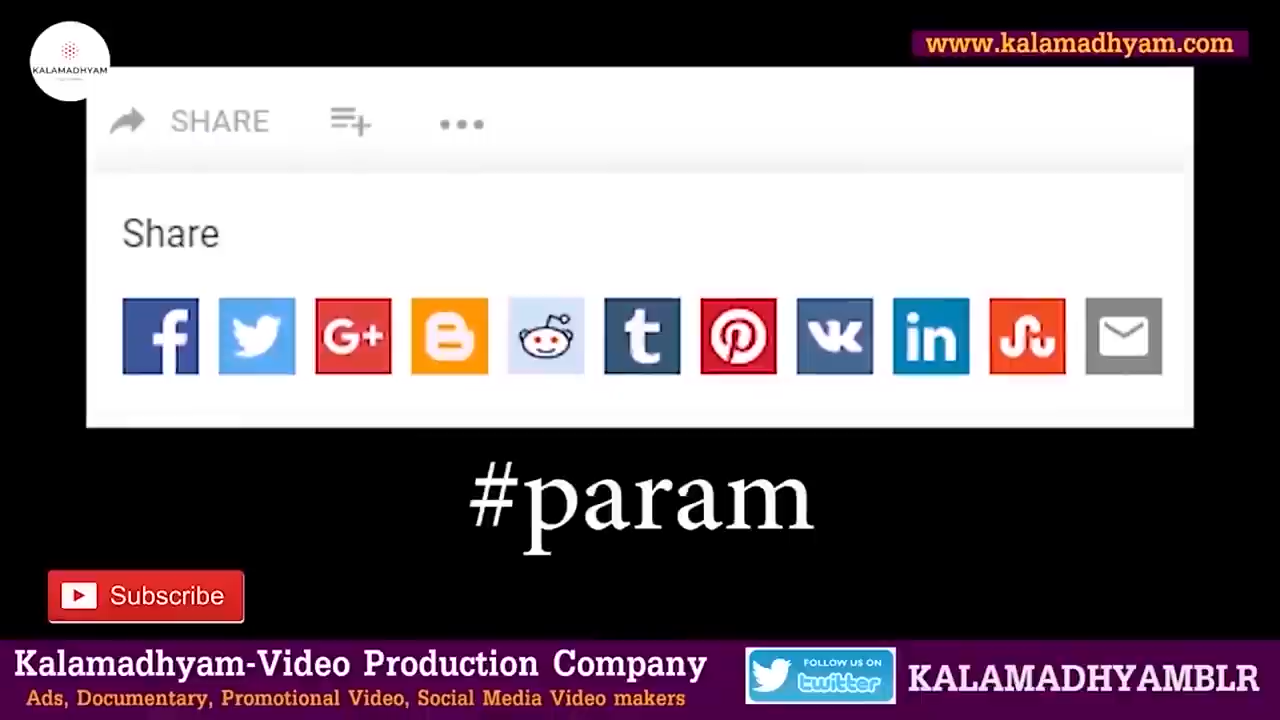 www.kalamadhyam.com
KALAMADHYAM
SHARE
Share
#param
Subscribe
Kalamadhyam-Video Production Company
Ads, Documentary, Promotional Video, Social Media Video makers
FOLLOW US ON
twitter
KALAMADHYAMBLR